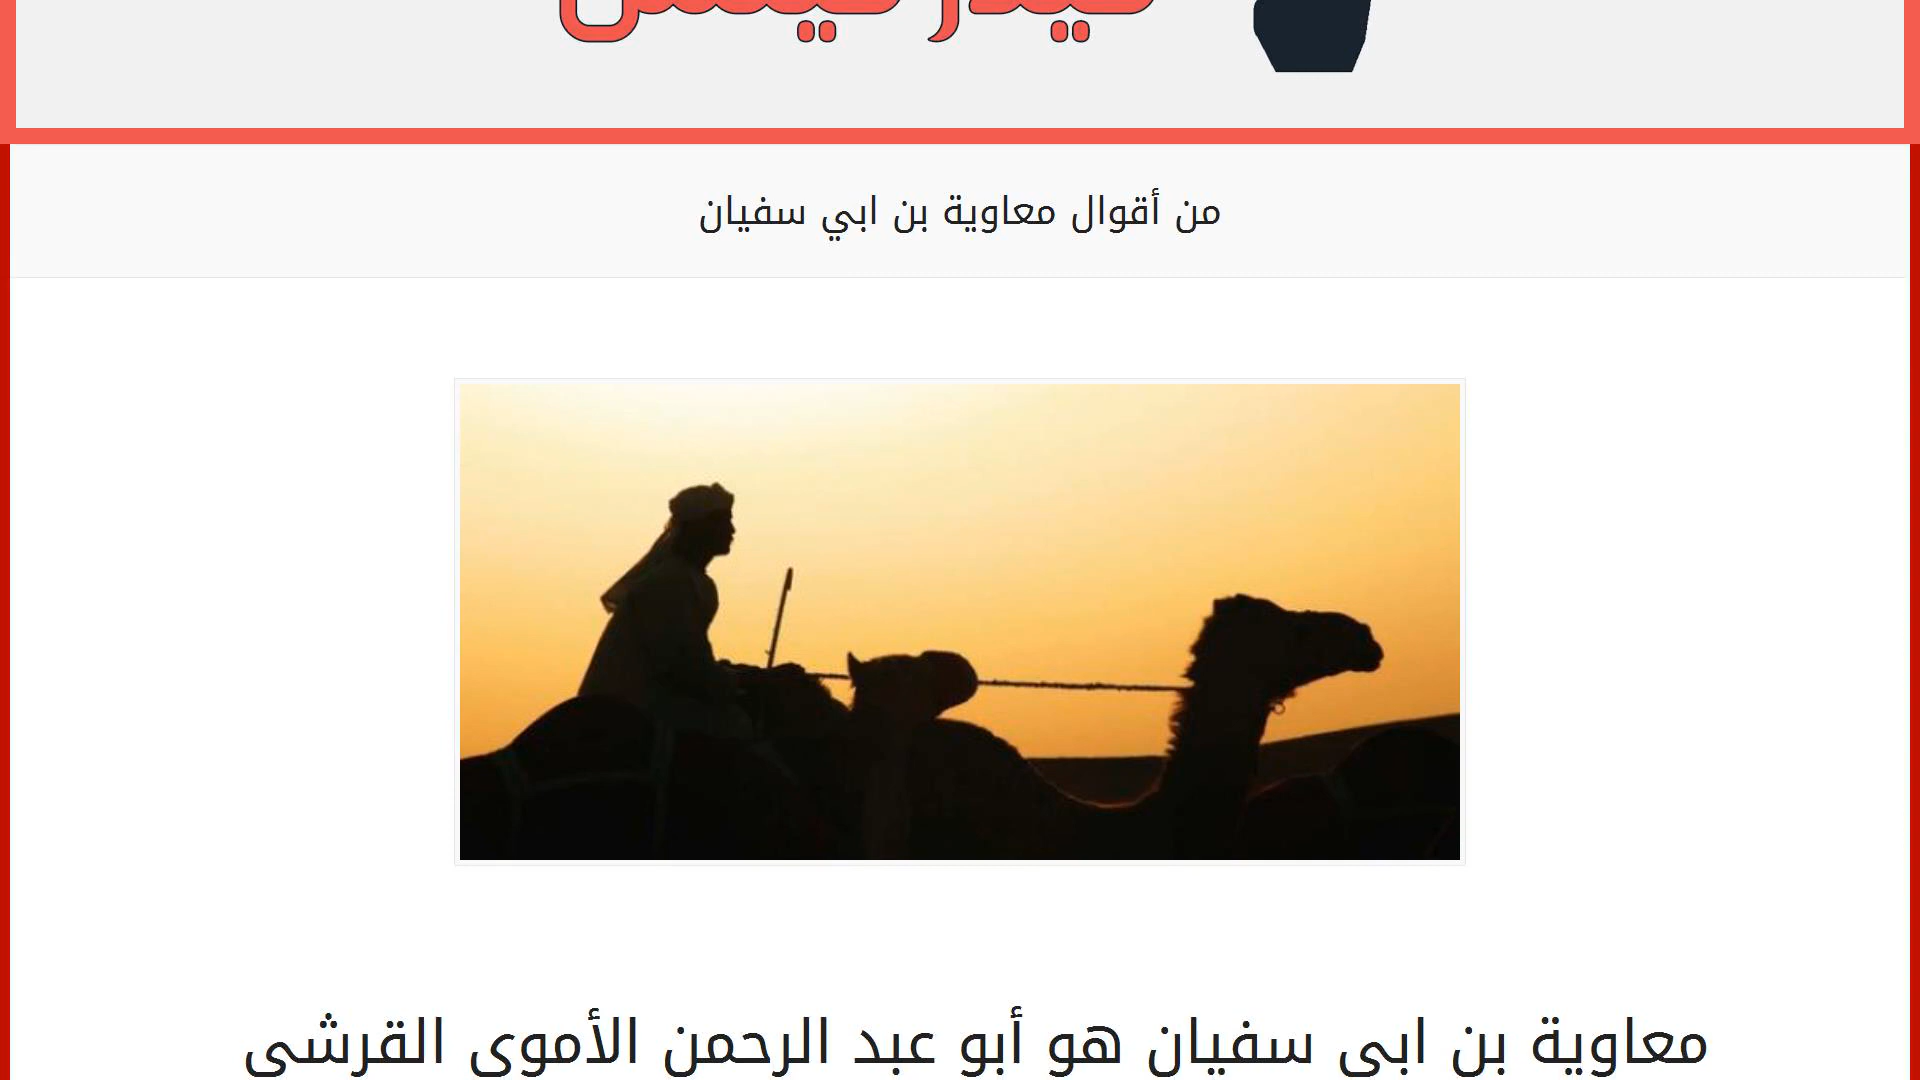 من أقوال معاوية بن ابي سفيان
معاوية بن ابى سفيان هو أبو عبد الرحمن الأموى القرشى